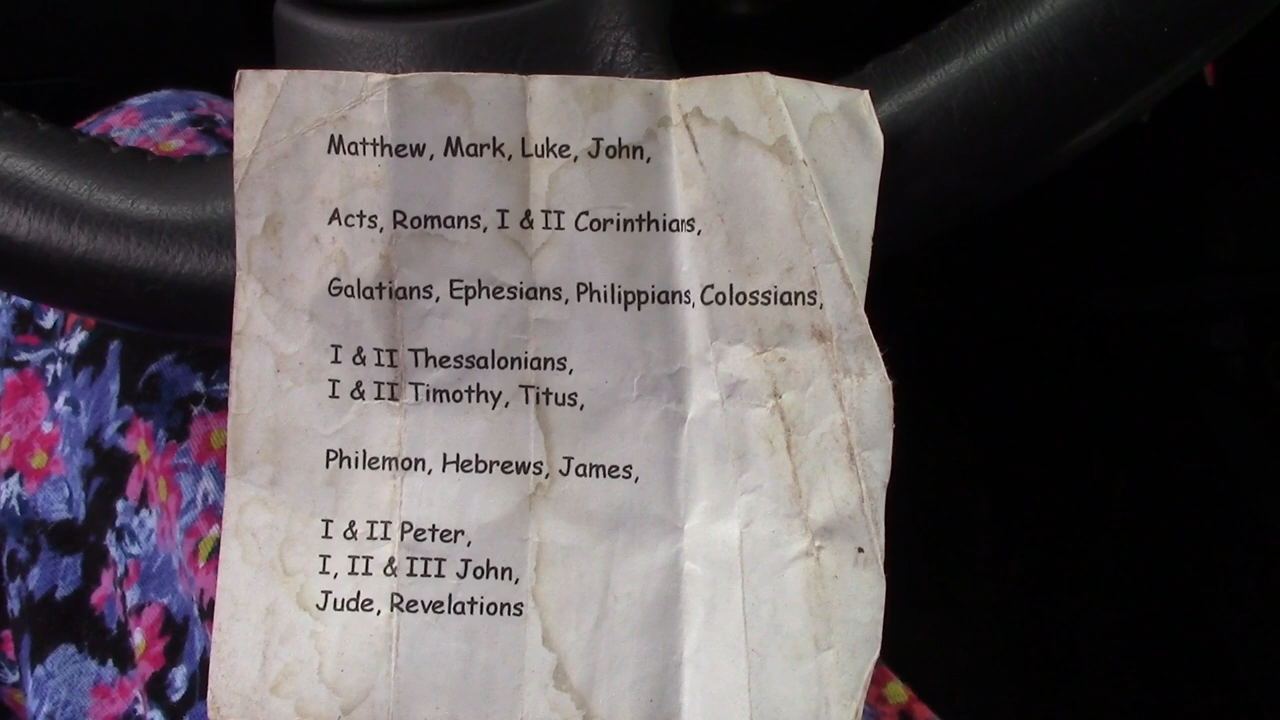 Matthew, Mark, Luke, John,
Acts, Romans, I & II Corinthians,
Galatians, Ephesians, Philippians, Colossians,
I & II Thessalonians,
I & II Timothy, Titus,
Philemon, Hebrews, James,
I & II Peter,
I, II & III John,
Jude, Revelations